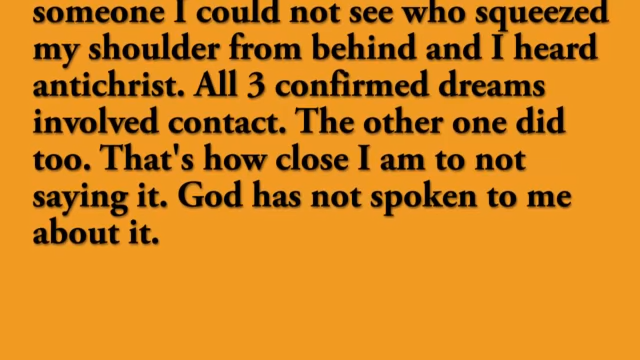 someone I could not see who squeezed
my shoulder from behind and I heard
antichrist. All 3 confirmed dreams
involved contact. The other one did
too. That's how close I am to not
saying it. God has not spoken to me
about it.